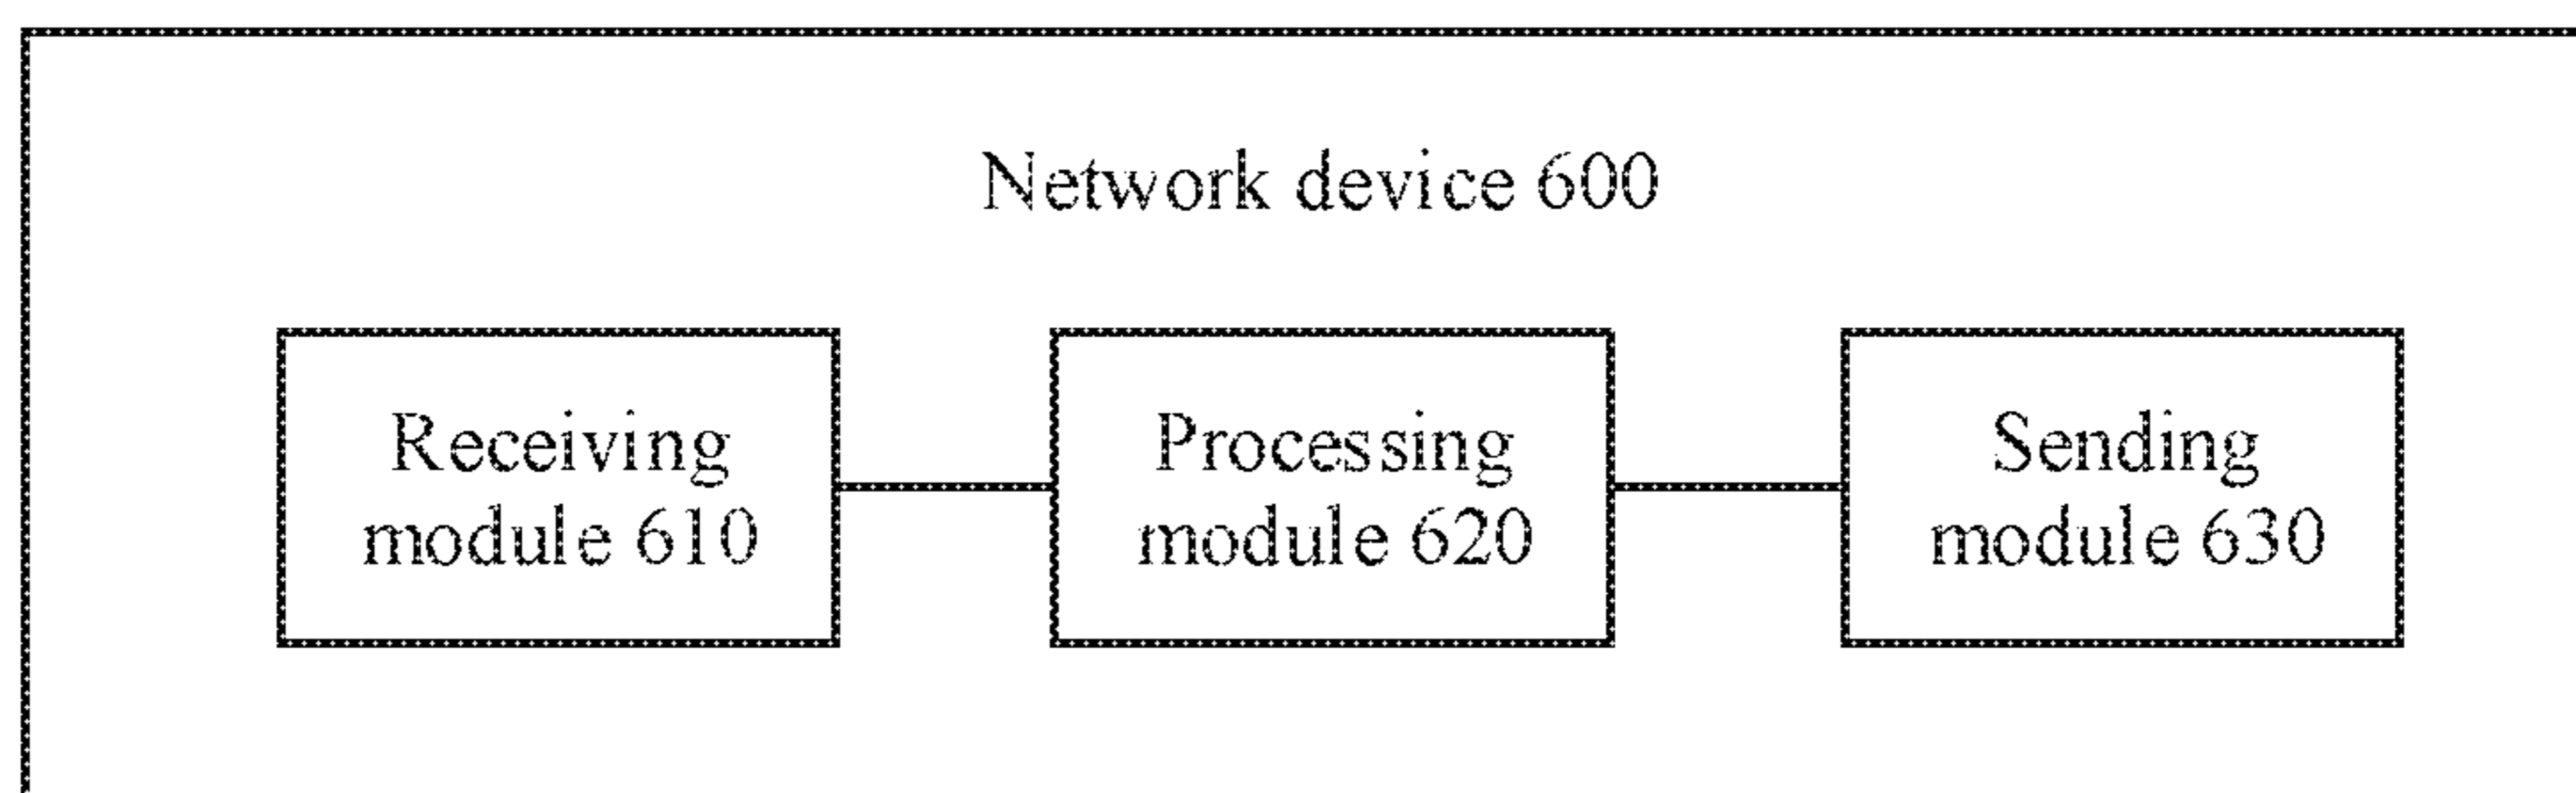 Network device 600
Receiving
module 610
Processing
module 620
Sending
module 630